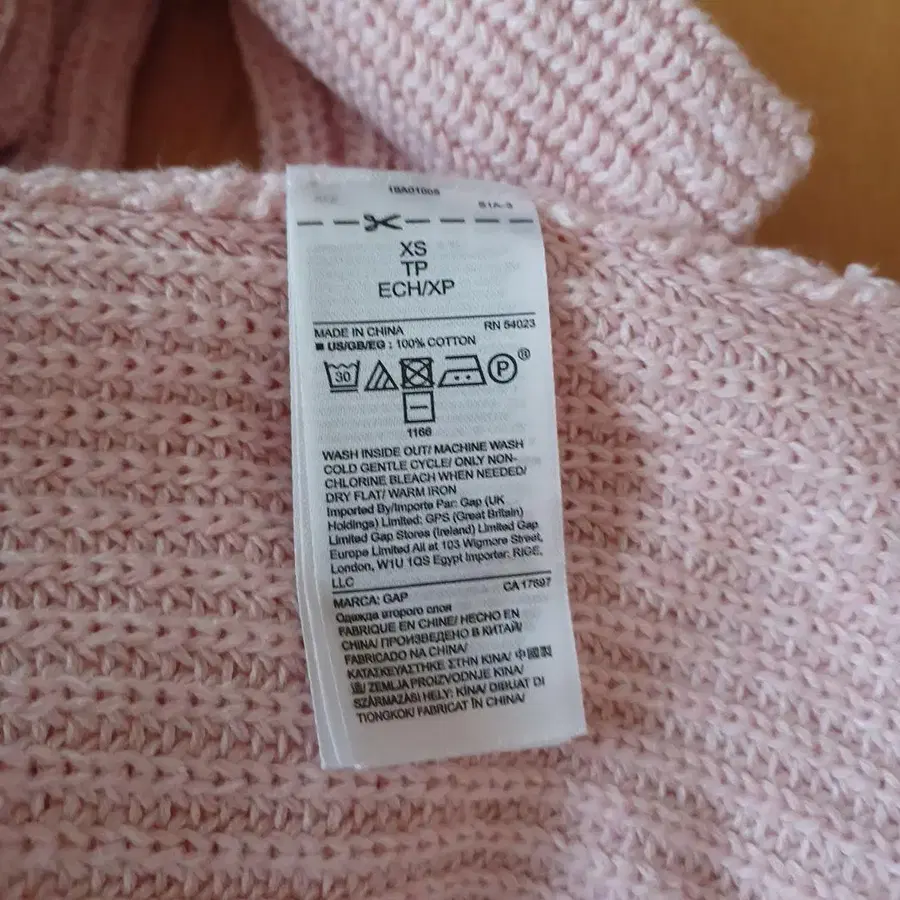 XS
TP
ECH/XP
MADE IN CHINA RN 54023
■ US/GB/EG : 100% COTTON
30 P ®
1166
WASH INSIDE OUT/ MACHINE WASH
COLD GENTLE CYCLE/ ONLY NON-
CHLORINE BLEACH WHEN NEEDED/
DRY FLAT/ WARM IRON
Imported By/Importe Par: Gap (UK
Holdings) Limited: GPS (Great Britain)
Limited Gap Stores (Ireland) Limited Gap
Europe Limited All at 103 Wigmore Street,
London, W1U 1QS Egypt Importer: RIGE,
LLC
MARCA: GAP CA 17897
Одежда второго слоя
FABRIQUE EN CHINE/ HECHO EN
CHINA/ ПРОИЗВЕДЕНО В КИТАЙ/
FABRICADO NA CHINA/
ΚΑΤΑΣΚΕΥΑΣΤΗΚΕ ΣΤΗΝ ΚΙΝΑ/ 中國製
造/ ZEMLJA PROIZVODNJE KINA/
SZÁRMAZÁSI HELY: KÍNA/ DIBUAT DI
TIONGKOK/ FABRICAT ÎN CHINA/